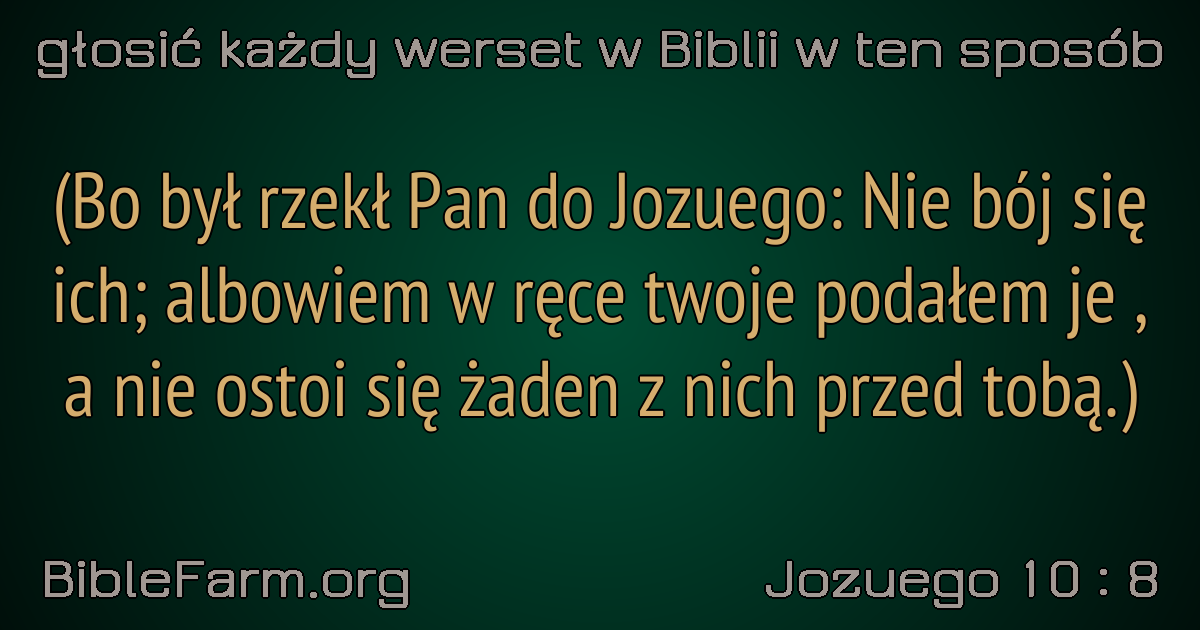 głosić każdy werset w Biblii w ten sposób
(Bo był rzekł Pan do Jozuego: Nie bój się
ich; albowiem w ręce twoje podałem je ,
a nie ostoi się żaden z nich przed tobą.)
BibleFarm.org
Jozuego 10 : 8